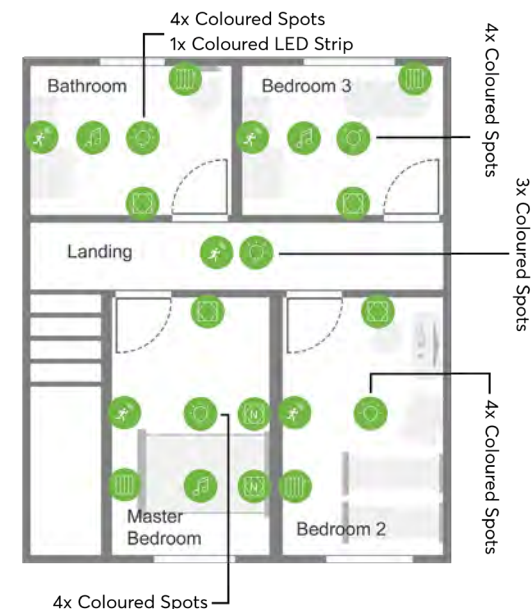 4x Coloured Spots
1x Coloured LED Strip
4x Coloured Spots
Bathroom
Bedroom 3
3x Coloured Spots
Landing
4x Coloured Spots
N
N
Master
Bedroom
Bedroom 2
4x Coloured Spots